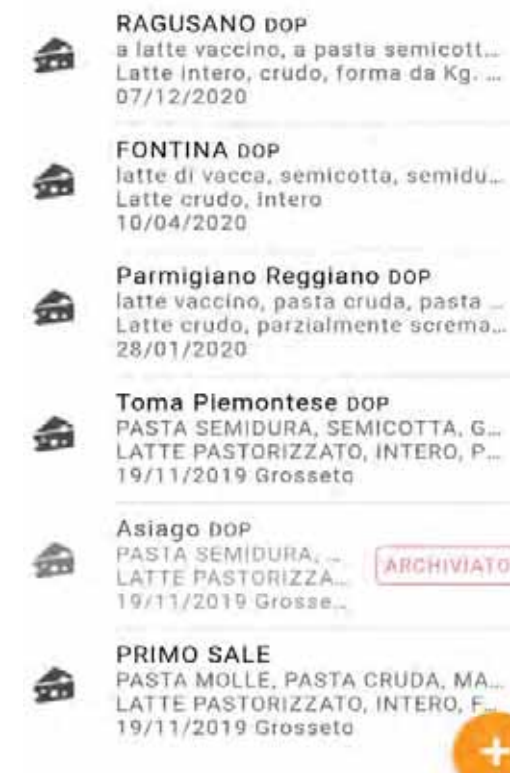 RAGUSANO DOP
a latte vaccino, a pasta semicott...
Latte intero, crudo, forma da Kg. ...
07/12/2020
FONTINA DOP
latte di vacca, semicotta, semidu...
Latte crudo, intero
10/04/2020
Parmigiano Reggiano DOP
latte vaccino, pasta cruda, pasta ...
Latte crudo, parzialmente screma...
28/01/2020
Toma Piemontese DOP
PASTA SEMIDURA, SEMICOTTA, G...
LATTE PASTORIZZATO, INTERO, P...
19/11/2019 Grosseto
Asiago DOP
PASTA SEMIDURA, ...
LATTE PASTORIZZA...
19/11/2019 Grosse...
ARCHIVIATO
PRIMO SALE
PASTA MOLLE, PASTA CRUDA, MA...
LATTE PASTORIZZATO, INTERO, F...
19/11/2019 Grosseto
+